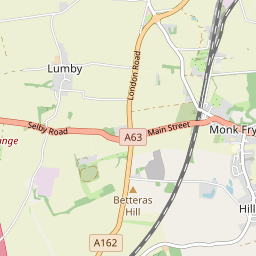 London Road
Lumby
Selby Road
A63
Main Street
Monk Fry
ange
Betteras
Hill
Hill
A162